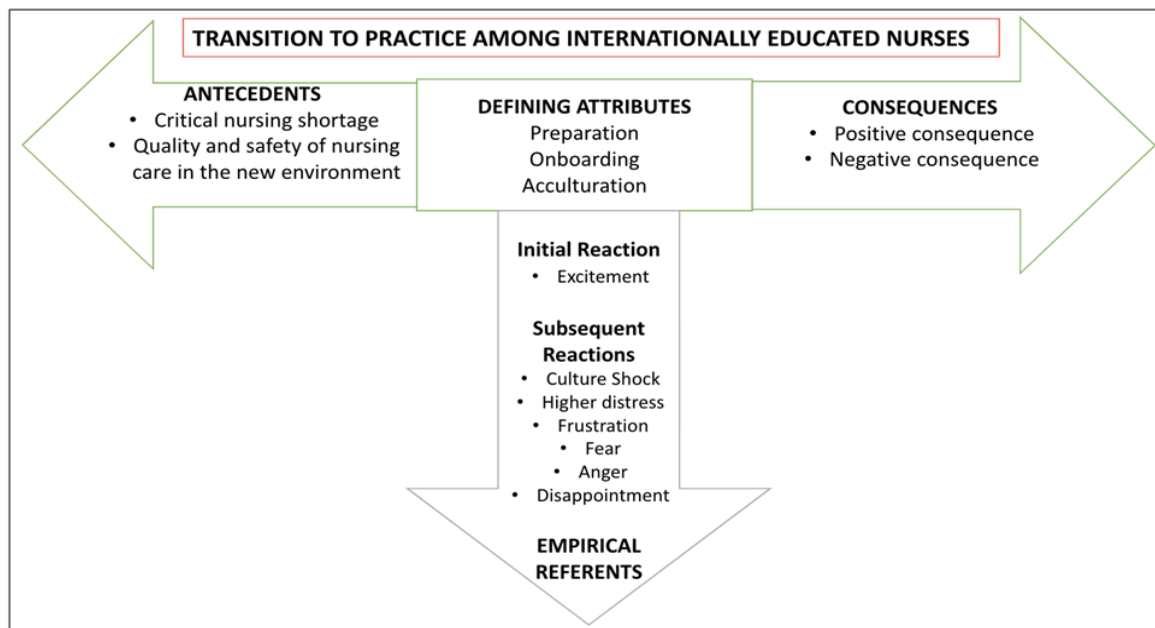 TRANSITION TO PRACTICE AMONG INTERNATIONALLY EDUCATED NURSES
ANTECEDENTS
• Critical nursing shortage
• Quality and safety of nursing
care in the new environment
DEFINING ATTRIBUTES
Preparation
Onboarding
Acculturation
CONSEQUENCES
• Positive consequence
• Negative consequence
Initial Reaction
• Excitement
Subsequent
Reactions
• Culture Shock
• Higher distress
• Frustration
• Fear
• Anger
• Disappointment
EMPIRICAL
REFERENTS